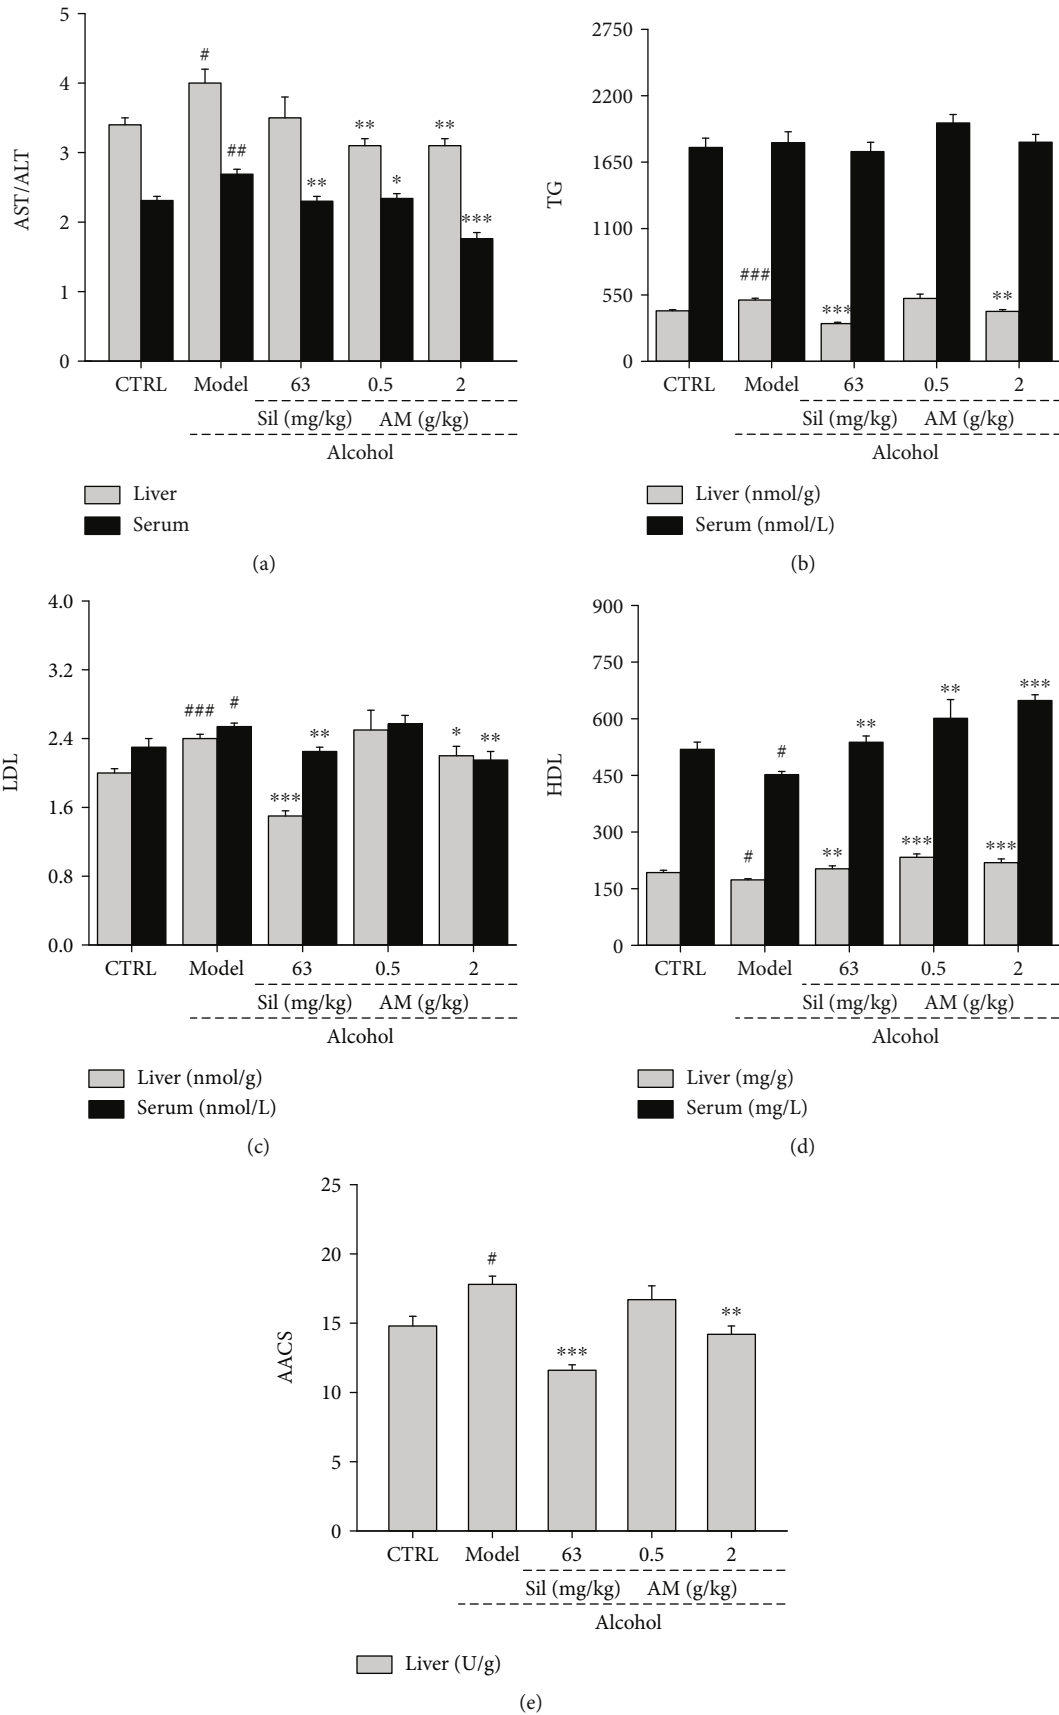 5
4
3
2
1
0
AST/ALT
#
##
**
**
*
**
***
CTRL Model 63 0.5 2
Sil (mg/kg) AM (g/kg)
Alcohol
Liver
Serum
(a)
2750
2200
1650
1100
550
0
TG
###
***
**
CTRL Model 63 0.5 2
Sil (mg/kg) AM (g/kg)
Alcohol
Liver (nmol/g)
Serum (nmol/L)
(b)
4.0
3.2
2.4
1.6
0.8
0.0
LDL
###
#
***
**
*
**
CTRL Model 63 0.5 2
Sil (mg/kg) AM (g/kg)
Alcohol
Liver (nmol/g)
Serum (nmol/L)
(c)
900
750
600
450
300
150
0
HDL
#
#
**
**
***
**
***
***
CTRL Model 63 0.5 2
Sil (mg/kg) AM (g/kg)
Alcohol
Liver (mg/g)
Serum (mg/L)
(d)
25
20
15
10
5
0
AACS
#
***
**
CTRL Model 63 0.5 2
Sil (mg/kg) AM (g/kg)
Alcohol
Liver (U/g)
(e)